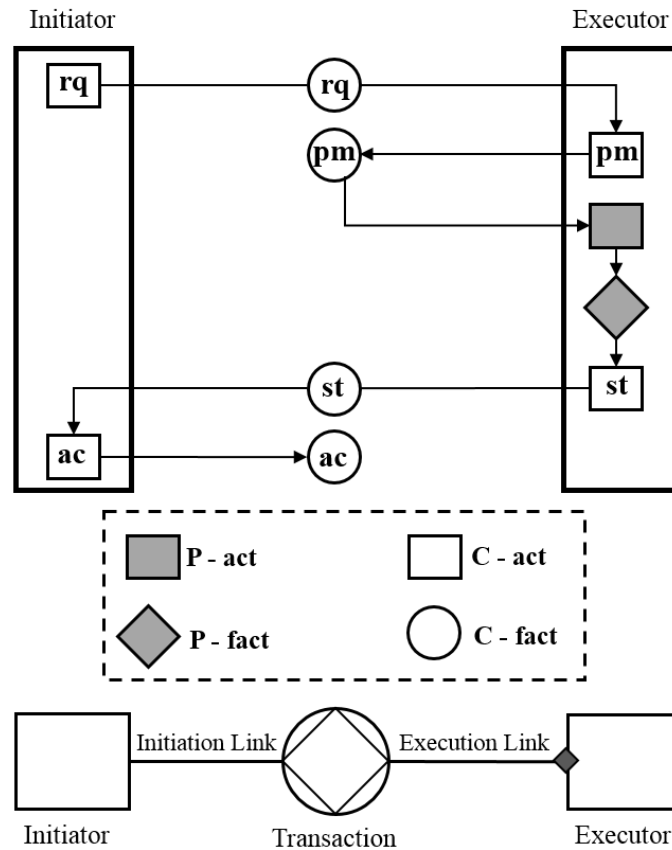 Initiator Executor
rq rq
pm pm
st st
ac ac
P - act C - act
P - fact C - fact
Initiation Link Execution Link
Initiator Transaction Executor